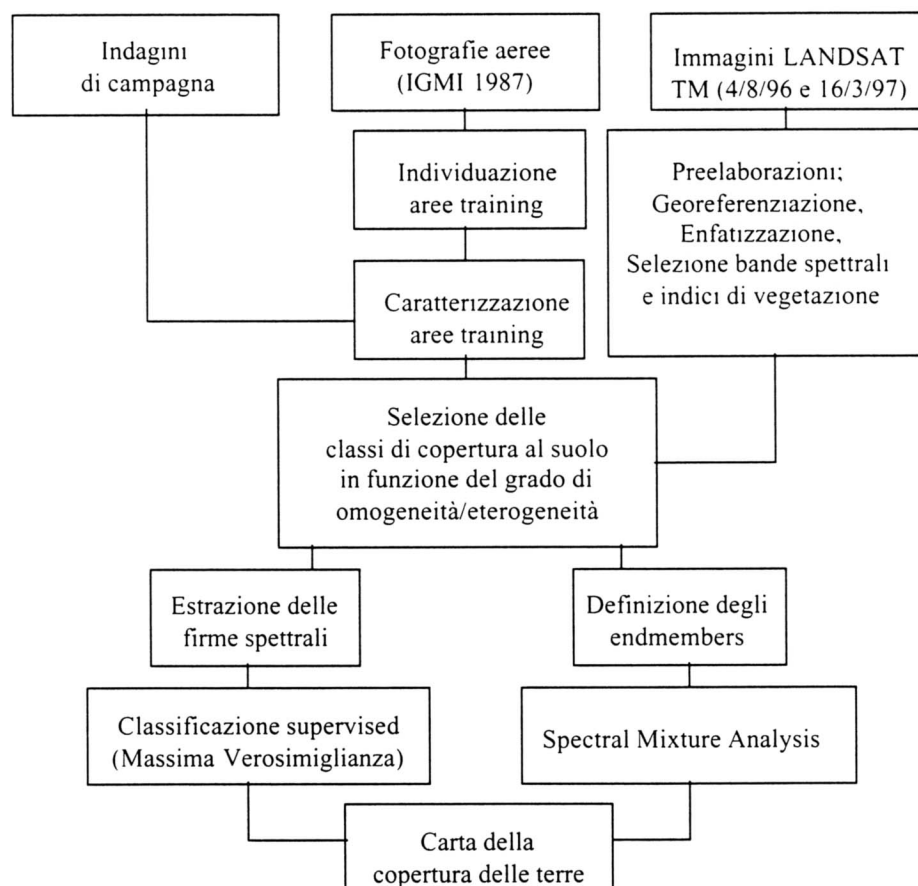 Indagini
di campagna
Fotografie aeree
(IGMI 1987)
Immagini LANDSAT
TM (4/8/96 e 16/3/97)
Individuazione
aree training
Preelaborazioni;
Georeferenziazione,
Enfatizzazione,
Selezione bande spettrali
e indici di vegetazione
Caratterizzazione
aree training
Selezione delle
classi di copertura al suolo
in funzione del grado di
omogeneità/eterogeneità
Estrazione delle
firme spettrali
Definizione degli
endmembers
Classificazione supervised
(Massima Verosimiglianza)
Spectral Mixture Analysis
Carta della
copertura delle terre